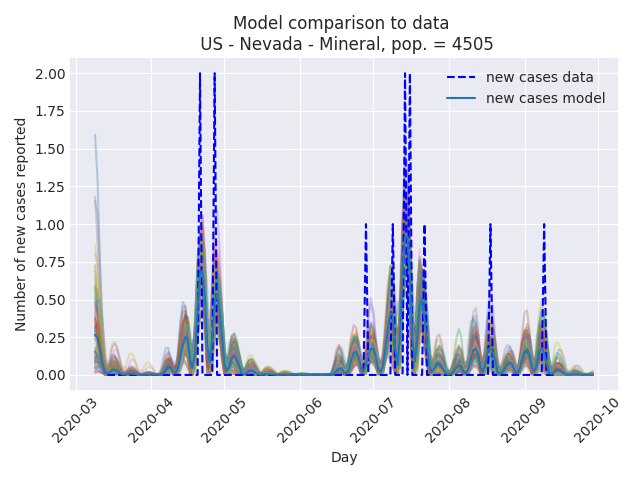 Model comparison to data
US - Nevada - Mineral, pop. = 4505
new cases data
new cases model
Number of new cases reported
2.00
1.75
1.50
1.25
1.00
0.75
0.50
0.25
0.00
2020-03
2020-04
2020-05
2020-06
2020-07
2020-08
2020-09
2020-10
Day